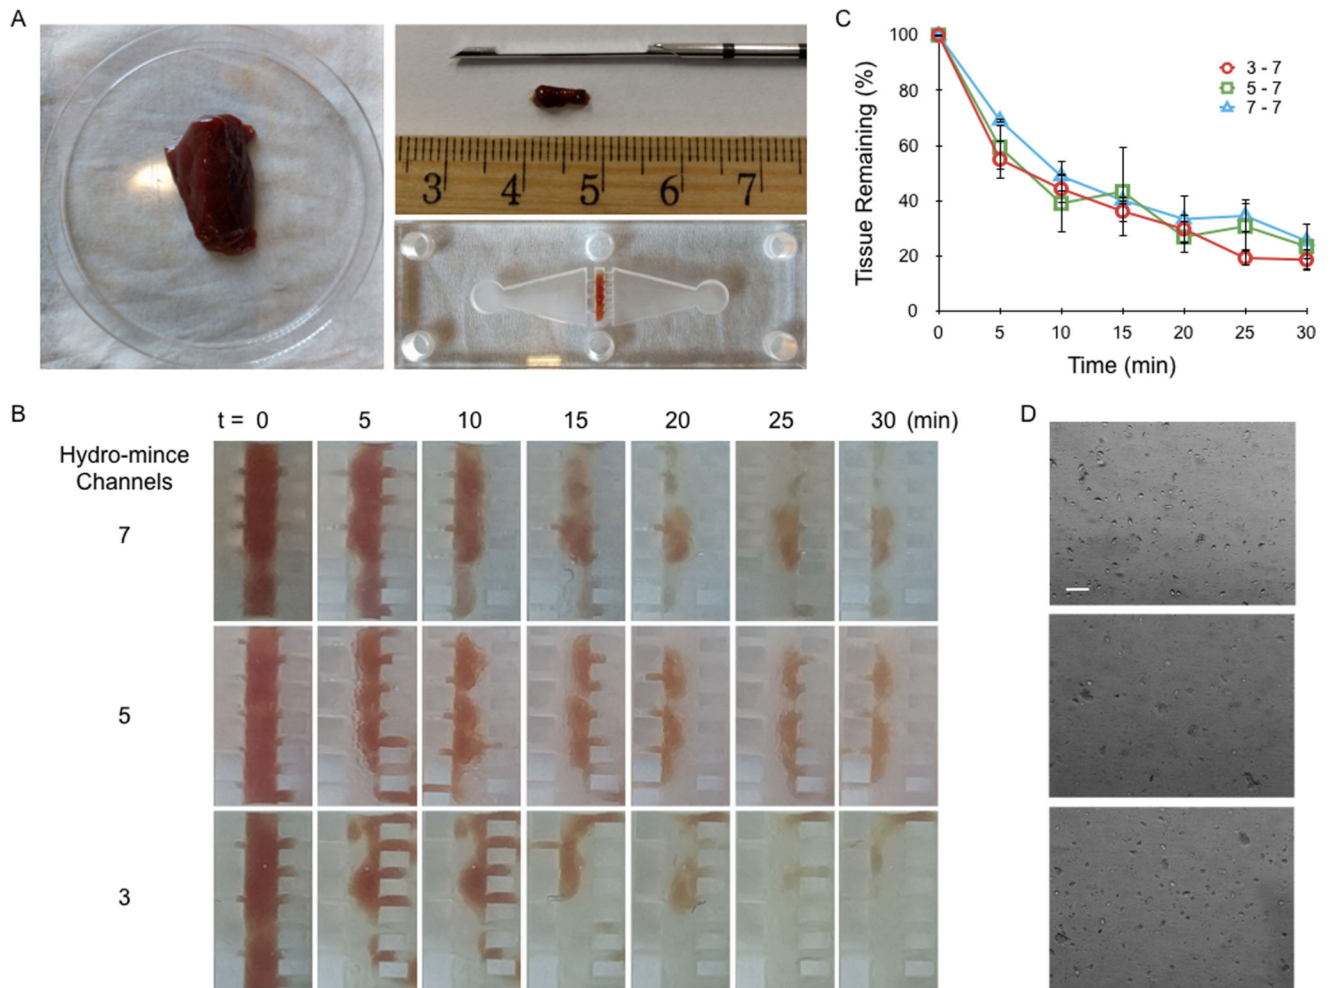 A
3 4 5 6 7
C
100
80
60
40
20
0
Tissue Remaining (%)
3 - 7
5 - 7
7 - 7
0 5 10 15 20 25 30
Time (min)
B
t = 0 5 10 15 20 25 30 (min)
Hydro-mince
Channels
7
5
3
D